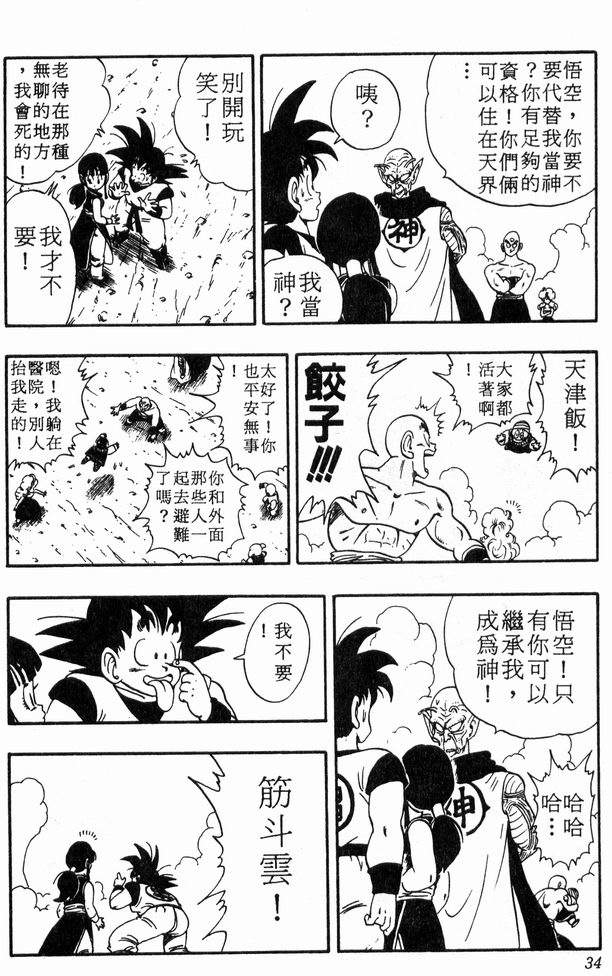 悟空，你要不
要代替我當神
？你有足夠的
資格！你們倆
可以住在天界
…
咦？
我當
神？
神
別開玩
笑了！
老待在那種
無聊的地方
，我會死的！
我才不
要！
天津飯！
大家都
活著啊
！
餃子!!!
太好了！你
也平安無事
你和外面
那些人一
起去避難
了嗎？
嗯！我躺在
醫院，別人
抬我走的！
悟空！只
有你可以
繼承我，
成爲神！
哈哈
哈…
神
我不要
！
筋斗雲！
34